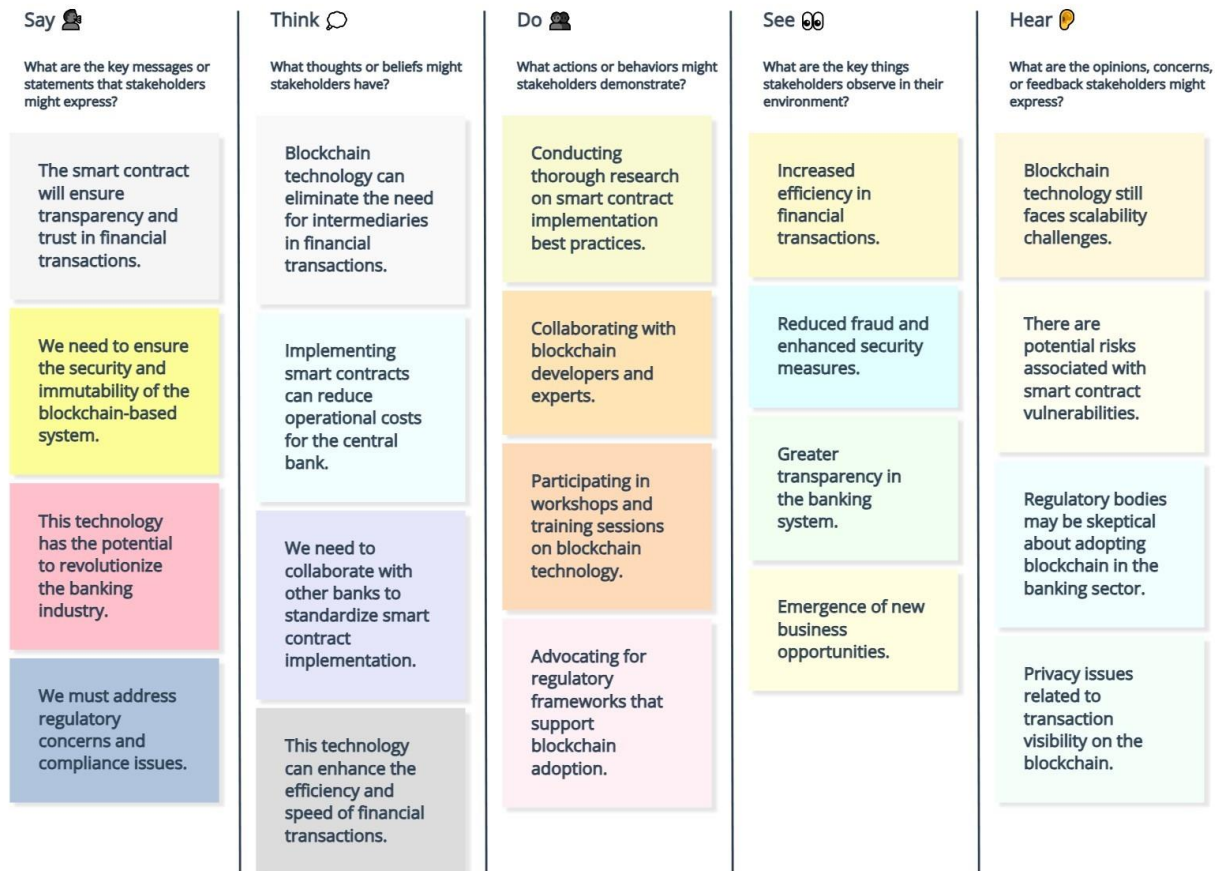 Say
What are the key messages or
statements that stakeholders
might express?
The smart contract
will ensure
transparency and
trust in financial
transactions.
We need to ensure
the security and
immutability of the
blockchain-based
system.
This technology
has the potential
to revolutionize
the banking
industry.
We must address
regulatory
concerns and
compliance issues.
Think
What thoughts or beliefs might
stakeholders have?
Blockchain
technology can
eliminate the need
for intermediaries
in financial
transactions.
Implementing
smart contracts
can reduce
operational costs
for the central
bank.
We need to
collaborate with
other banks to
standardize smart
contract
implementation.
This technology
can enhance the
efficiency and
speed of financial
transactions.
Do
What actions or behaviors might
stakeholders demonstrate?
Conducting
thorough research
on smart contract
implementation
best practices.
Collaborating with
blockchain
developers and
experts.
Participating in
workshops and
training sessions
on blockchain
technology.
Advocating for
regulatory
frameworks that
support
blockchain
adoption.
See
What are the key things
stakeholders observe in their
environment?
Increased
efficiency in
financial
transactions.
Reduced fraud and
enhanced security
measures.
Greater
transparency in
the banking
system.
Emergence of new
business
opportunities.
Hear
What are the opinions, concerns,
or feedback stakeholders might
express?
Blockchain
technology still
faces scalability
challenges.
There are
potential risks
associated with
smart contract
vulnerabilities.
Regulatory bodies
may be skeptical
about adopting
blockchain in the
banking sector.
Privacy issues
related to
transaction
visibility on the
blockchain.